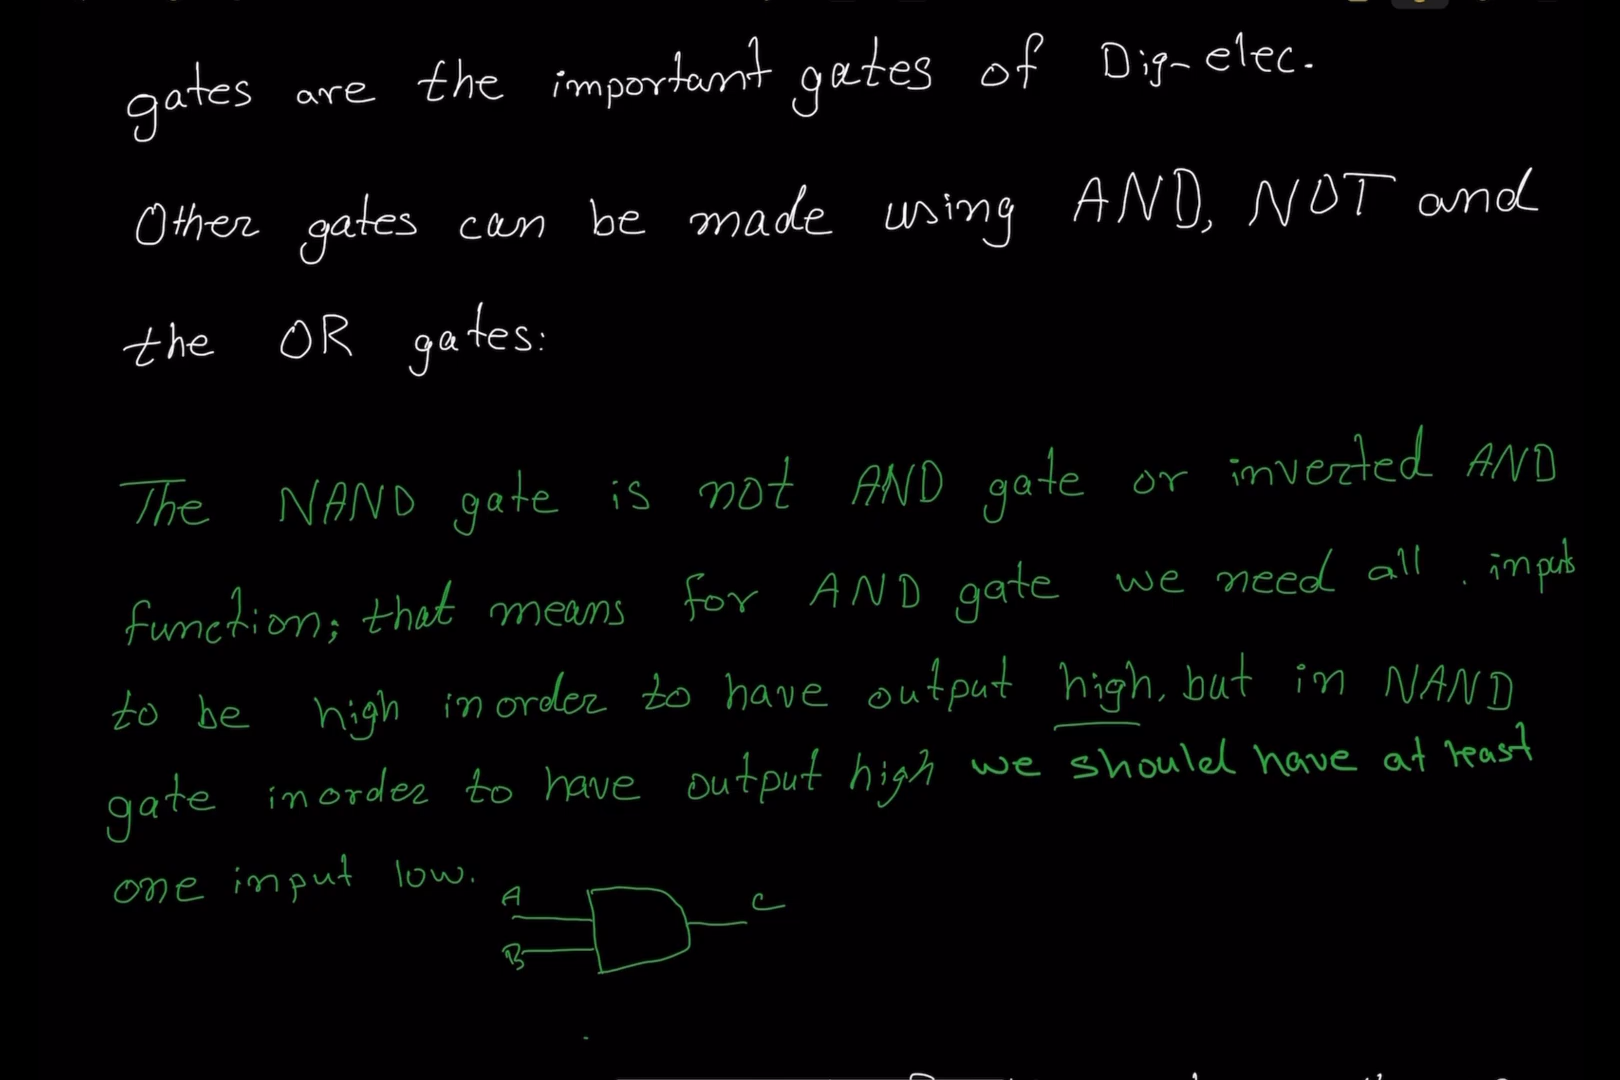 gates are the important gates of Dig-elec.
Other gates can be made using AND, NOT and
the OR gates:
The NAND gate is not AND gate or inverted AND
function; that means for AND gate we need all inputs
to be high inorder to have output high, but in NAND
gate inorder to have output high we should have at least
one input low.
A
C
B